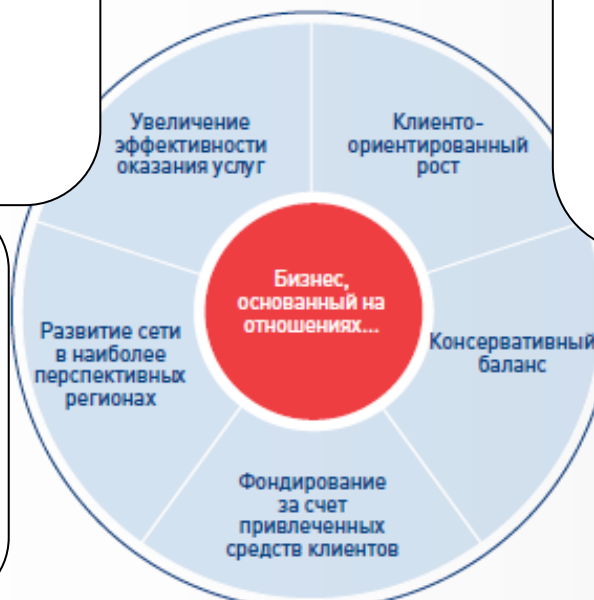 Увеличение
эффективности
оказания услуг
Клиенто-
ориентированный
рост
Бизнес,
основанный на
отношениях...
Развитие сети
в наиболее
перспективных
регионах
Консервативный
баланс
Фондирование
за счет
привлеченных
средств клиентов